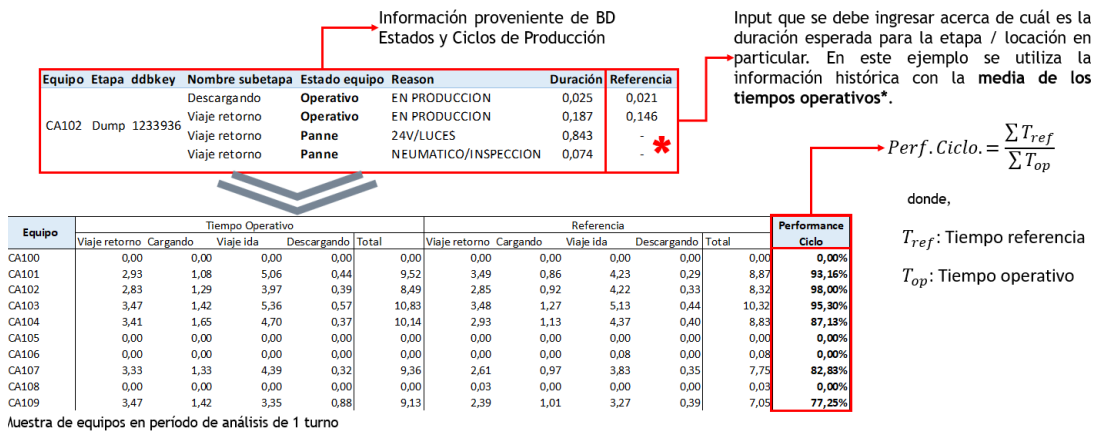 Información proveniente de BD
Estados y Ciclos de Producción
Input que se debe ingresar acerca de cuál es la
duración esperada para la etapa / locación en
particular. En este ejemplo se utiliza la
información histórica con la media de los
tiempos operativos*.
Equipo Etapa ddbkey Nombre subetapa Estado equipo Reason Duración Referencia
Descargando Operativo EN PRODUCCION 0,025 0,021
Viaje retorno Operativo EN PRODUCCION 0,187 0,146
CA102 Dump 1233936
Viaje retorno Panne 24V/LUCES 0,843 -
Viaje retorno Panne NEUMATICO/INSPECCION 0,074 - *
Perf. Ciclo. = ∑ T_ref / ∑ T_op
donde,
T_ref: Tiempo referencia
T_op: Tiempo operativo
Equipo Tiempo Operativo Referencia Performance Ciclo
Viaje retorno Cargando Viaje ida Descargando Total Viaje retorno Cargando Viaje ida Descargando Total
CA100 0,00 0,00 0,00 0,00 0,00 0,00 0,00 0,00 0,00 0,00 0,00%
CA101 2,93 1,08 5,06 0,44 9,52 3,49 0,86 4,23 0,29 8,87 93,16%
CA102 2,83 1,29 3,97 0,39 8,49 2,85 0,92 4,22 0,33 8,32 98,00%
CA103 3,47 1,42 5,36 0,57 10,83 3,48 1,27 5,13 0,44 10,32 95,30%
CA104 3,41 1,65 4,70 0,37 10,14 2,93 1,13 4,37 0,40 8,83 87,13%
CA105 0,00 0,00 0,00 0,00 0,00 0,00 0,00 0,00 0,00 0,00 0,00%
CA106 0,00 0,00 0,00 0,00 0,00 0,00 0,00 0,08 0,00 0,08 0,00%
CA107 3,33 1,33 4,39 0,32 9,36 2,61 0,97 3,83 0,35 7,75 82,83%
CA108 0,00 0,00 0,00 0,00 0,00 0,00 0,03 0,00 0,00 0,03 0,00%
CA109 3,47 1,42 3,35 0,88 9,13 2,39 1,01 3,27 0,39 7,05 77,25%
Muestra de equipos en período de análisis de 1 turno